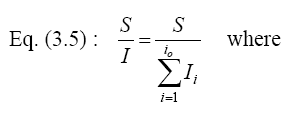 Eq. (3.5) : S/I = S / ∑_{i=1}^{i_o} I_i where